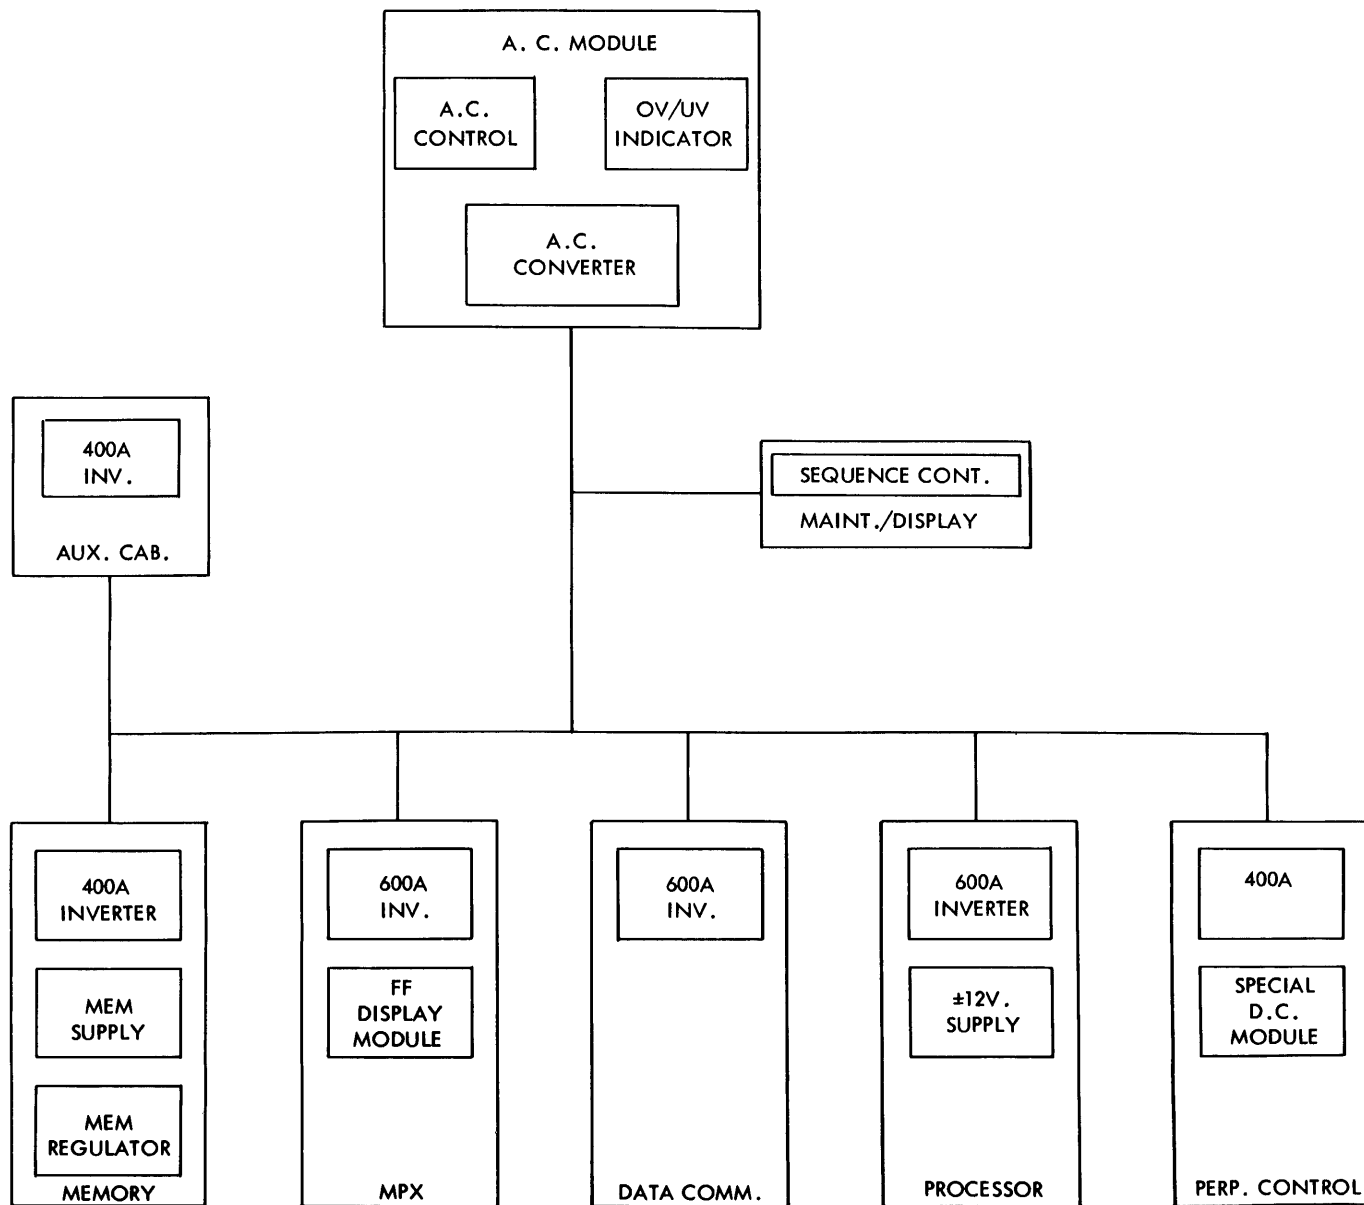 A. C. MODULE
A.C.
CONTROL
OV/UV
INDICATOR
A.C.
CONVERTER
400A
INV.
AUX. CAB.
SEQUENCE CONT.
MAINT./DISPLAY
400A
INVERTER
MEM
SUPPLY
MEM
REGULATOR
MEMORY
600A
INV.
FF
DISPLAY
MODULE
MPX
600A
INV.
DATA COMM.
600A
INVERTER
±12V.
SUPPLY
PROCESSOR
400A
SPECIAL
D.C.
MODULE
PERP. CONTROL